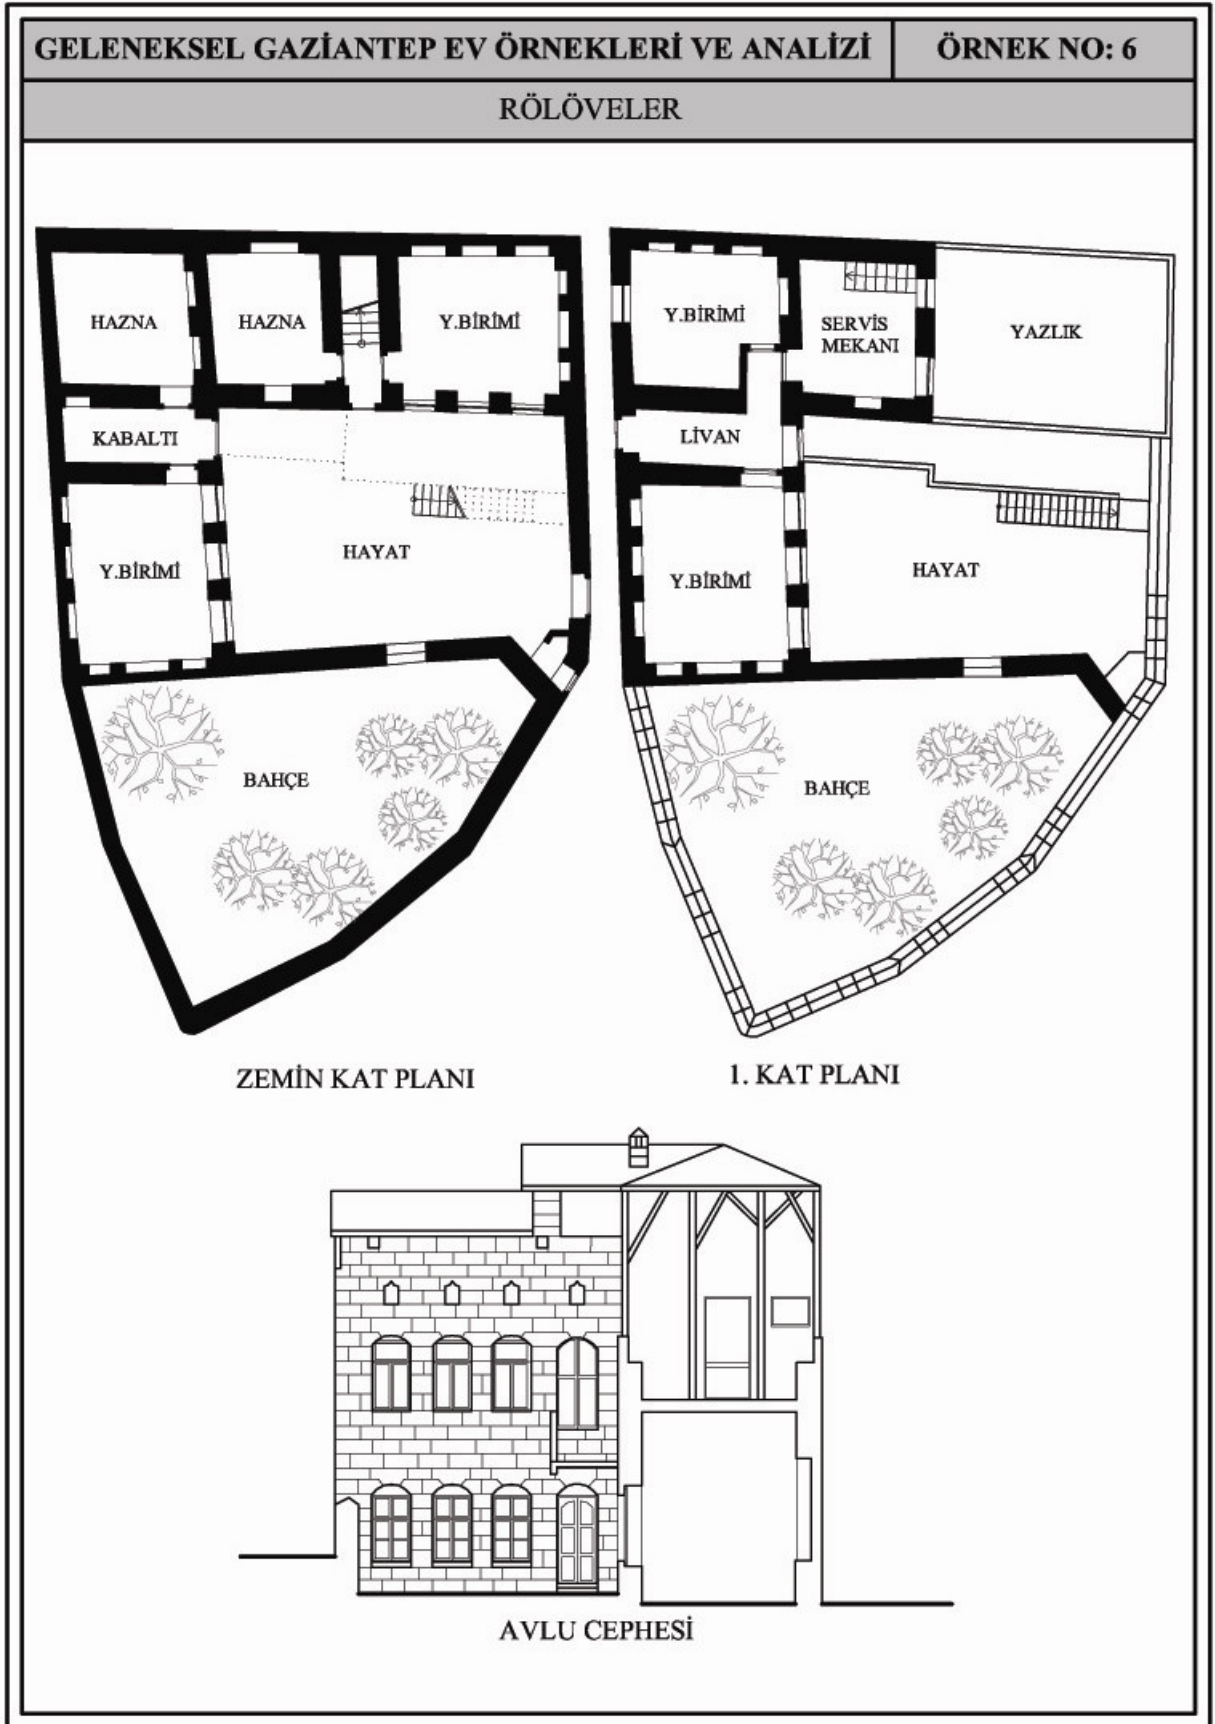 GELENEKSEL GAZİANTEP EV ÖRNEKLERİ VE ANALİZİ
ÖRNEK NO: 6
RÖLÖVELER
HAZNA
HAZNA
Y.BİRİMİ
KABALTI
Y.BİRİMİ
HAYAT
BAHÇE
ZEMİN KAT PLANI
Y.BİRİMİ
SERVİS
MEKANI
YAZLIK
LİVAN
Y.BİRİMİ
HAYAT
BAHÇE
1. KAT PLANI
AVLU CEPHESİ